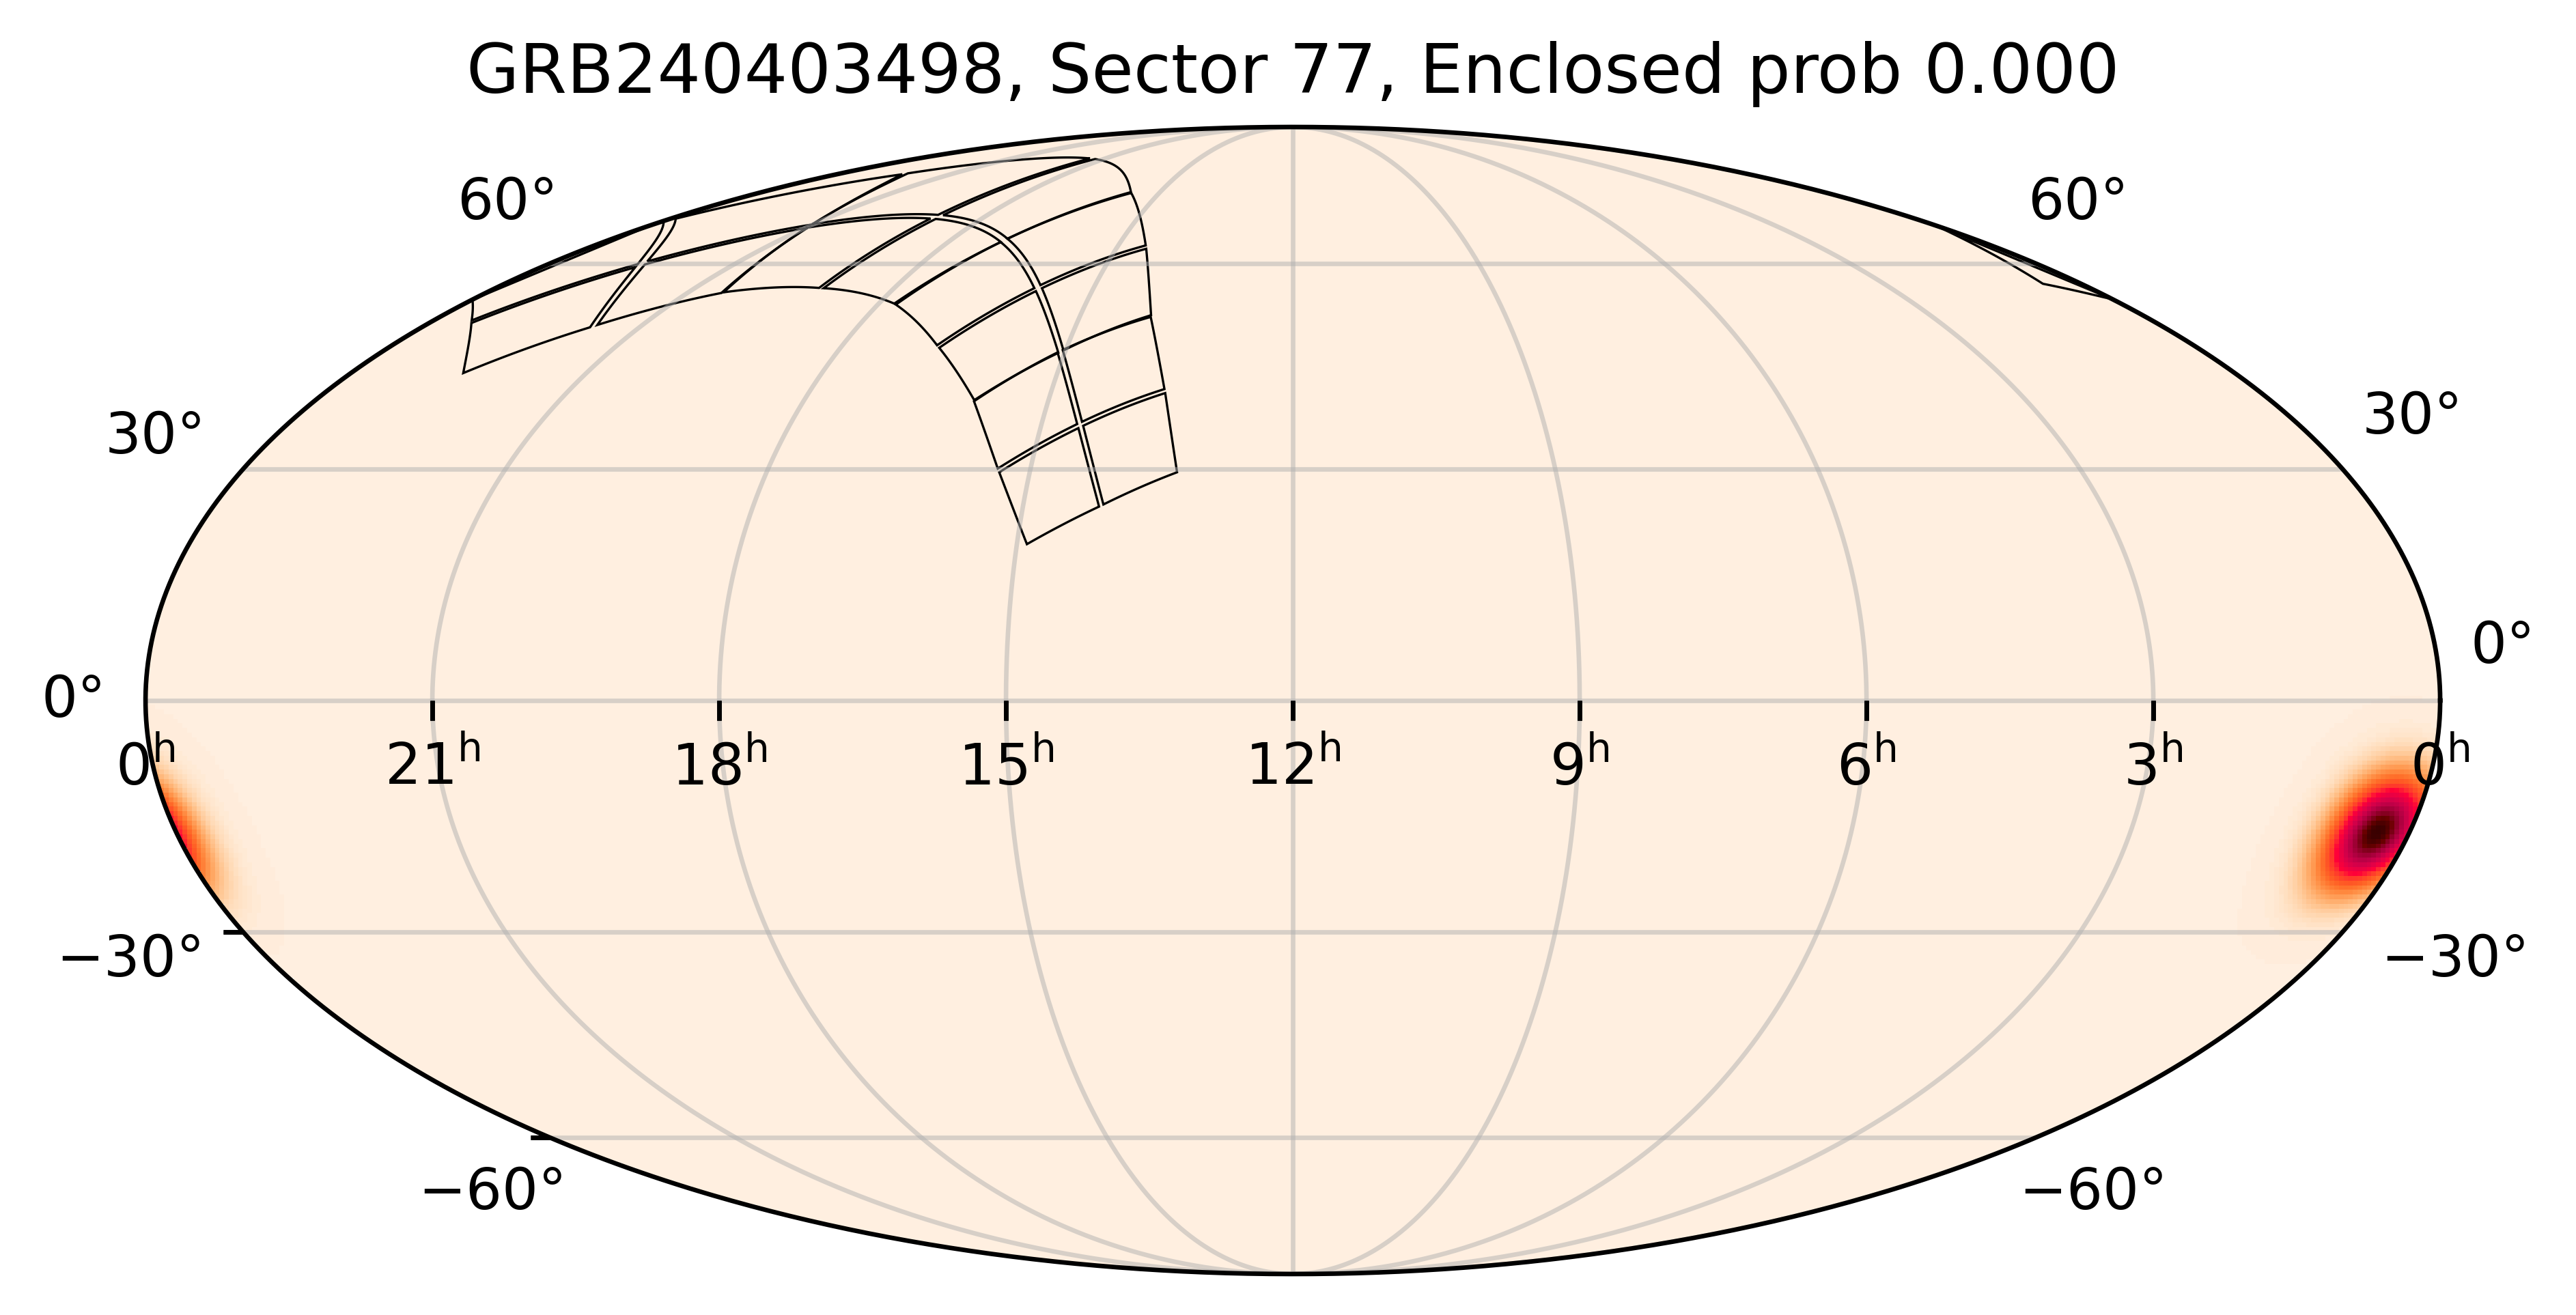 GRB240403498, Sector 77, Enclosed prob 0.000
60° 60°
30° 30°
0° 0°
0ʰ 21ʰ 18ʰ 15ʰ 12ʰ 9ʰ 6ʰ 3ʰ 0ʰ
−30° −30°
−60° −60°